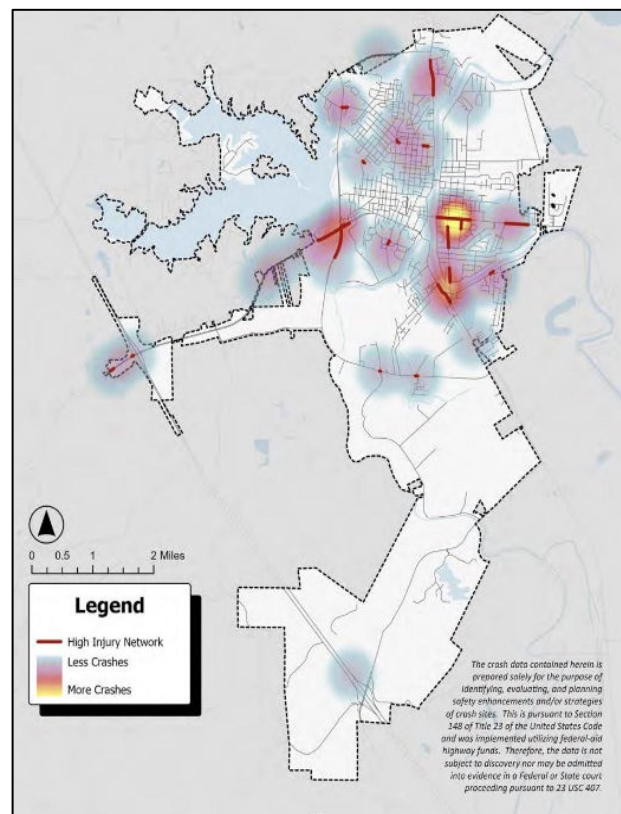 0 0.5 1 2 Miles
Legend
High Injury Network
Less Crashes
More Crashes
The crash data contained herein is
prepared solely for the purpose of
identifying, evaluating, and planning
safety enhancements and/or strategies
of crash sites. This is pursuant to Section
148 of Title 23 of the United States Code
and was implemented utilizing federal-aid
highway funds. Therefore, the data is not
subject to discovery nor may be admitted
into evidence in a Federal or State court
proceeding pursuant to 23 USC 407.